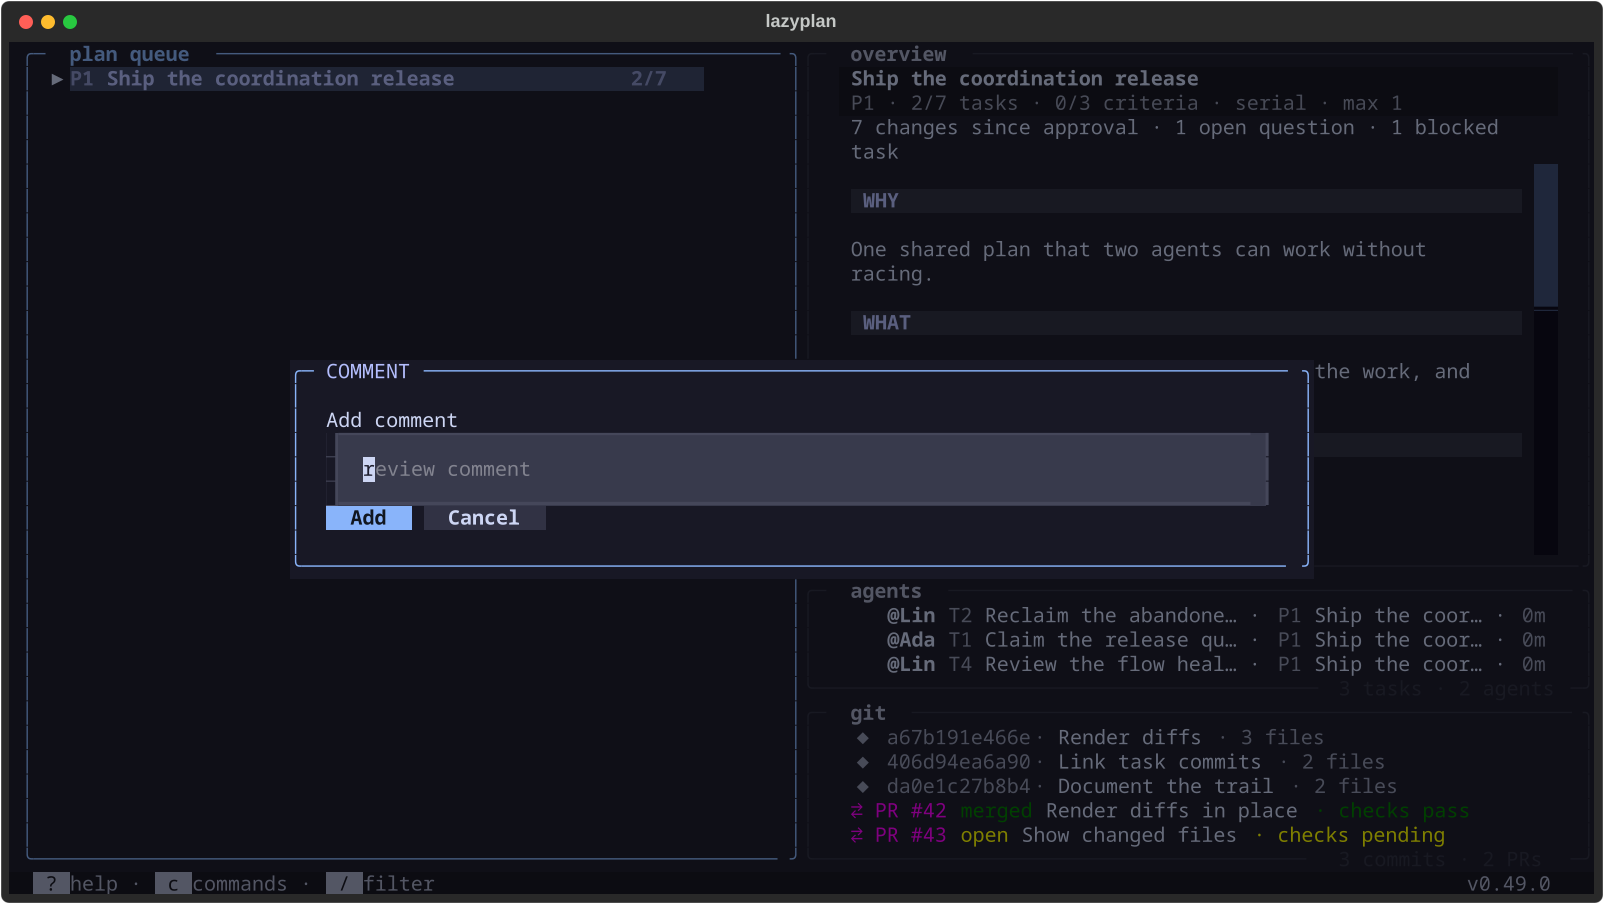 lazyplan
plan queue
▶ P1 Ship the coordination release 2/7
overview
Ship the coordination release
P1 · 2/7 tasks · 0/3 criteria · serial · max 1
7 changes since approval · 1 open question · 1 blocked
task
WHY
One shared plan that two agents can work without
racing.
WHAT
the work, and
COMMENT
Add comment
review comment
Add Cancel
agents
@Lin T2 Reclaim the abandone… · P1 Ship the coor… · 0m
@Ada T1 Claim the release qu… · P1 Ship the coor… · 0m
@Lin T4 Review the flow heal… · P1 Ship the coor… · 0m
3 tasks · 2 agents
git
◆ a67b191e466e · Render diffs · 3 files
◆ 406d94ea6a90 · Link task commits · 2 files
◆ da0e1c27b8b4 · Document the trail · 2 files
⇄ PR #42 merged Render diffs in place · checks pass
⇄ PR #43 open Show changed files · checks pending
3 commits · 2 PRs
? help · c commands · / filter
v0.49.0